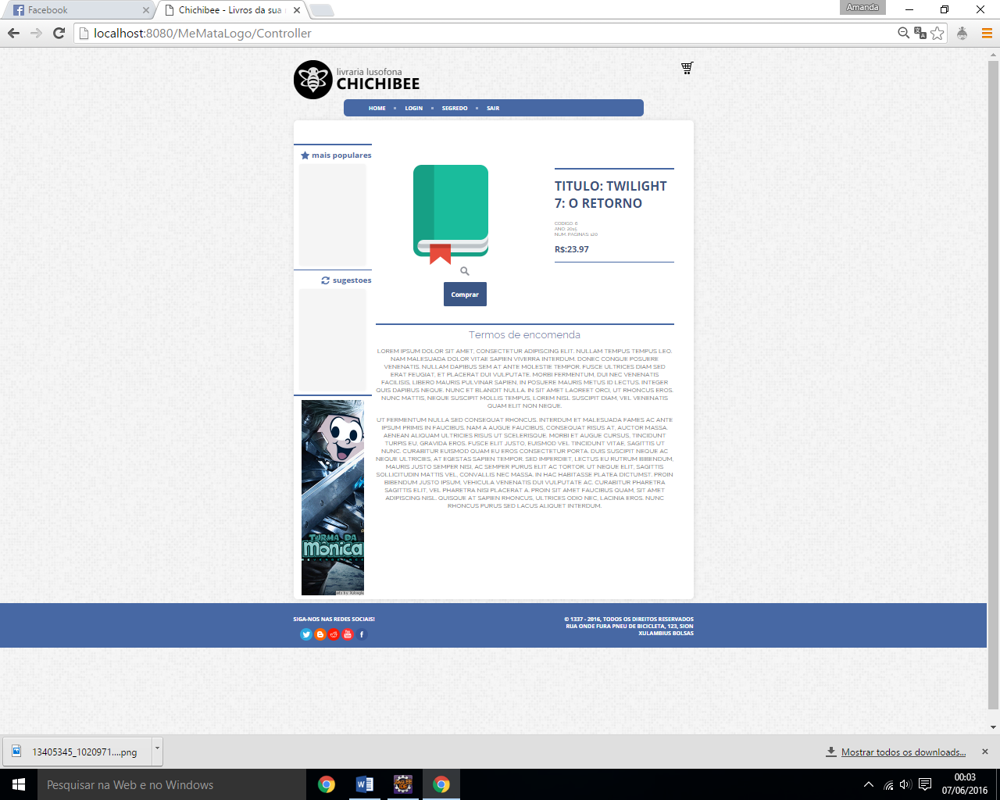 Facebook
Chichibee - Livros da sua
Amanda
localhost:8080/MeMataLogo/Controller
livraria lusofona
CHICHIBEE
HOME
LOGIN
SEGREDO
SAIR
mais populares
TITULO: TWILIGHT
7: O RETORNO
CODIGO: 6
ANO: 2015
NUM. PAGINAS: 120
R$:23.97
sugestoes
Comprar
Termos de encomenda
LOREM IPSUM DOLOR SIT AMET, CONSECTETUR ADIPISCING ELIT. NULLAM TEMPUS TEMPUS LEO.
NAM MALESUADA DOLOR VITAE SAPIEN VIVERRA INTERDUM. DONEC CONGUE POSUERE
VENENATIS. NULLAM DAPIBUS SEM AT ANTE MOLESTIE TEMPOR. FUSCE ULTRICES DIAM SED
ERAT FEUGIAT, ET PLACERAT DUI VULPUTATE. MORBI FERMENTUM, DUI NEC VENENATIS
FACILISIS, LIBERO MAURIS PULVINAR SAPIEN, IN POSUERE MAURIS METUS ID LECTUS. INTEGER
QUIS DAPIBUS NEQUE. NUNC ET BLANDIT NULLA. IN SIT AMET LAOREET ORCI, UT RHONCUS EROS.
NUNC MATTIS, NEQUE SUSCIPIT MOLLIS TEMPUS, LOREM NISL SUSCIPIT DIAM, VEL VENENATIS
QUAM ELIT NON NEQUE.
UT FERMENTUM NULLA SED CONSEQUAT RHONCUS. INTERDUM ET MALESUADA FAMES AC ANTE
IPSUM PRIMIS IN FAUCIBUS. NAM A AUGUE FAUCIBUS, CONSEQUAT RISUS AT, AUCTOR MASSA.
AENEAN ALIQUAM ULTRICIES RISUS UT SCELERISQUE. MORBI ET AUGUE CURSUS, TINCIDUNT
TURPIS EU, GRAVIDA EROS. FUSCE ELIT JUSTO, EUISMOD VEL TINCIDUNT VITAE, SAGITTIS UT
NUNC. CURABITUR EUISMOD QUAM EU EROS CONSECTETUR PORTA. DUIS SUSCIPIT NEQUE AC
NEQUE ULTRICIES, AT EGESTAS SAPIEN TEMPOR. SED IMPERDIET, LECTUS EU RUTRUM BIBENDUM,
MAURIS JUSTO SEMPER NISI, AC SEMPER PURUS ELIT AC TORTOR. UT NEQUE ELIT, SAGITTIS
SOLLICITUDIN MATTIS VEL, CONVALLIS NEC MASSA. IN HAC HABITASSE PLATEA DICTUMST. PROIN
BIBENDUM JUSTO IPSUM, VEHICULA VENENATIS DUI VULPUTATE AC. CURABITUR PHARETRA
SAGITTIS ELIT, VEL PHARETRA NISI PLACERAT A. PROIN SIT AMET FAUCIBUS QUAM, SIT AMET
ADIPISCING NISL. QUISQUE AT SAPIEN RHONCUS, ULTRICES ODIO NEC, LACINIA EROS. NUNC
RHONCUS PURUS SED LACUS ALIQUET INTERDUM.
TURMA DA
Mônica
SIGA-NOS NAS REDES SOCIAIS!
© 1337 - 2016, TODOS OS DIREITOS RESERVADOS
RUA ONDE FURA PNEU DE BICICLETA, 123, SION
XULAMBIUS BOLSAS
13405345_1020971....png
Mostrar todos os downloads...
Pesquisar na Web e no Windows
00:03
07/06/2016